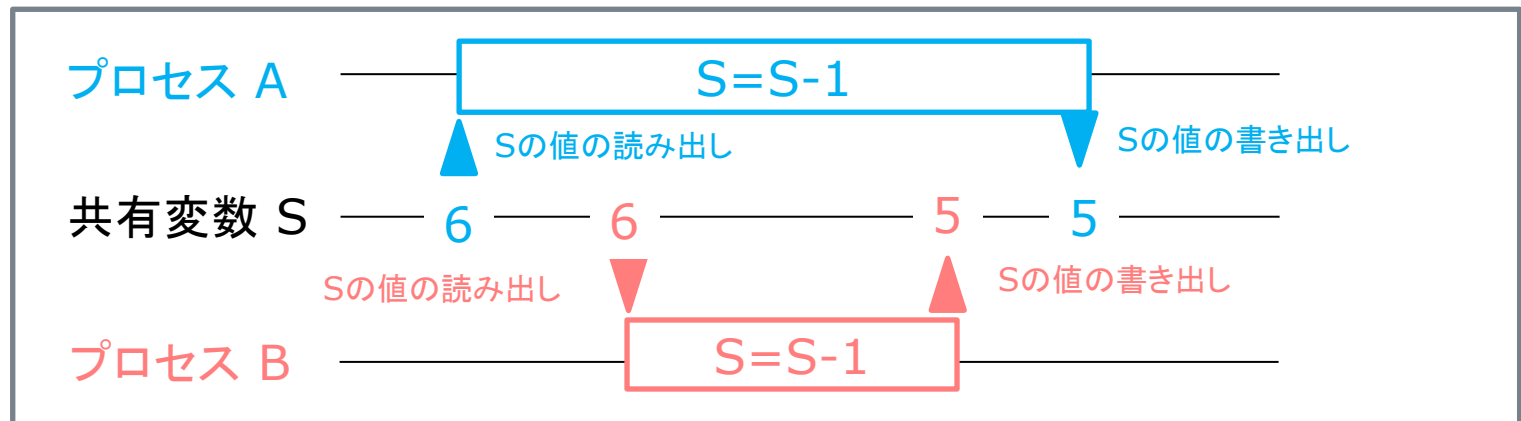 プロセス A
S=S-1
Sの値の読み出し
Sの値の書き出し
共有変数 S
6
6
5
5
Sの値の読み出し
Sの値の書き出し
プロセス B
S=S-1